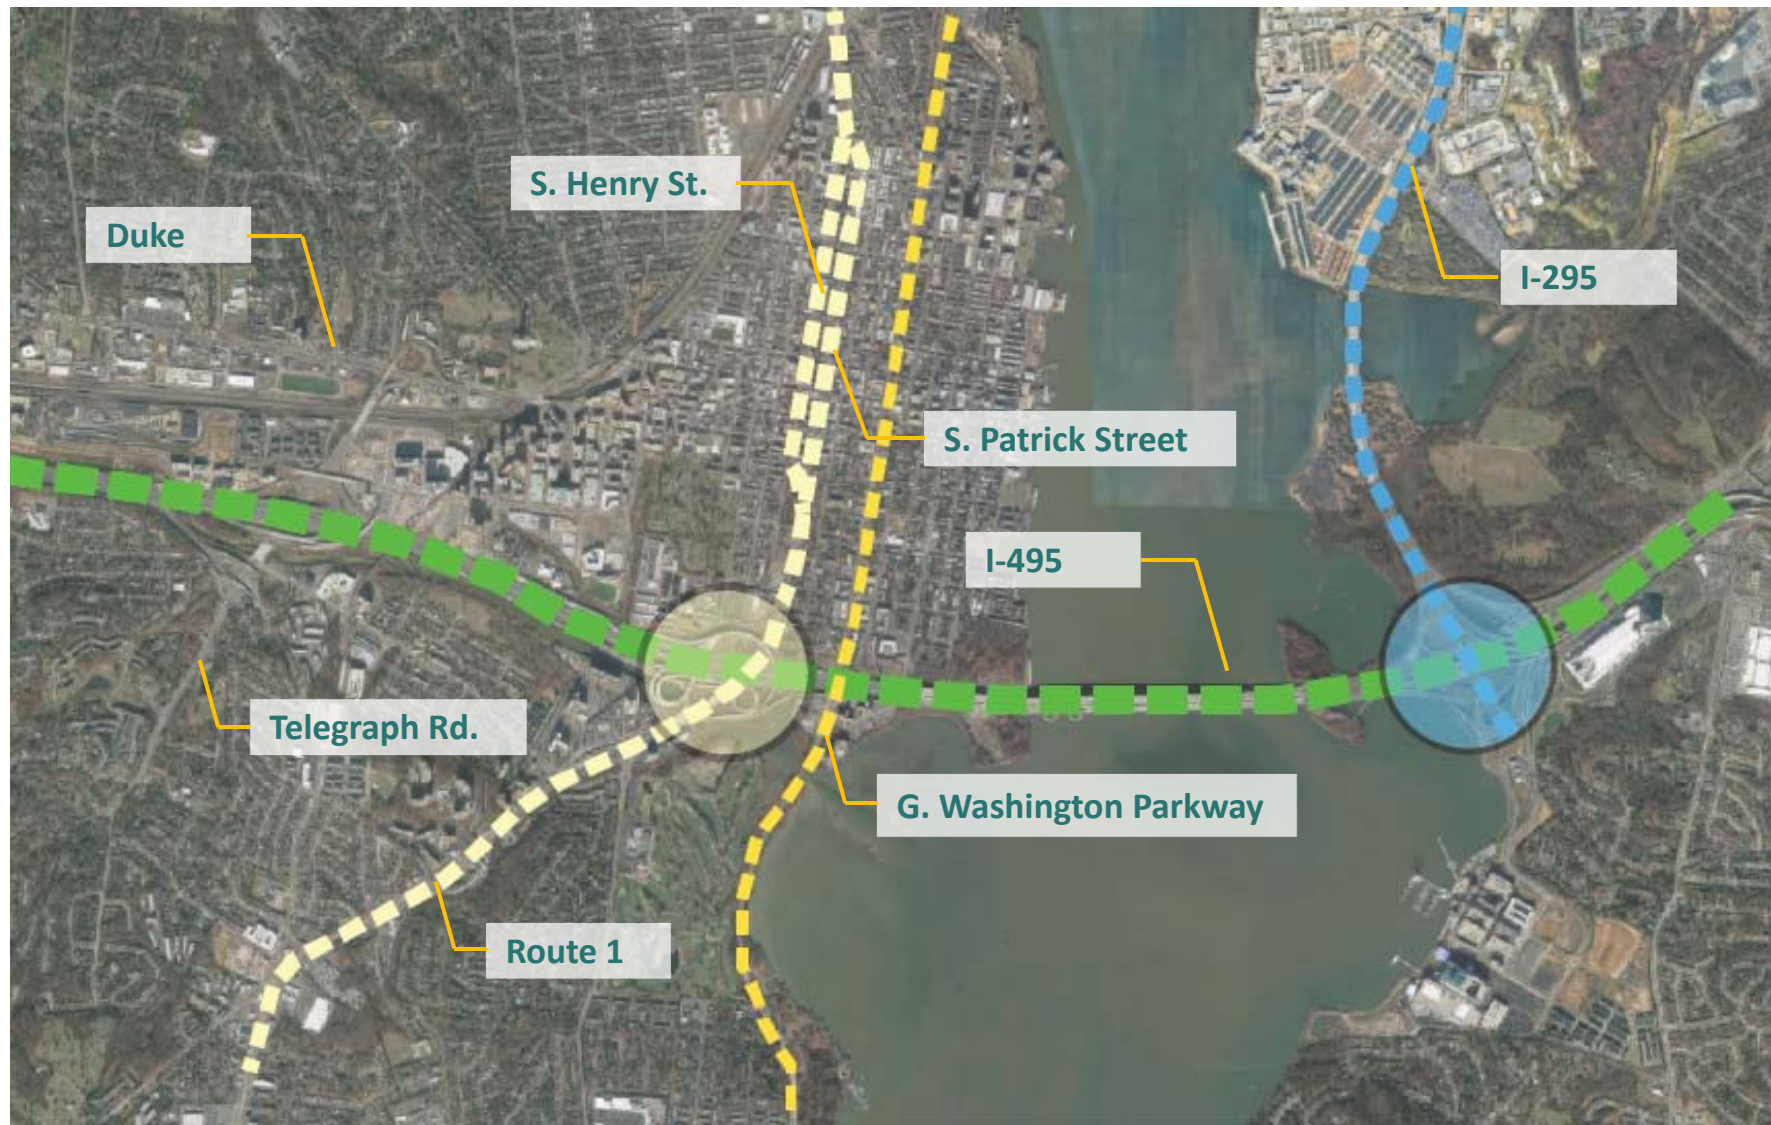 S. Henry St.
Duke
I-295
S. Patrick Street
I-495
Telegraph Rd.
G. Washington Parkway
Route 1